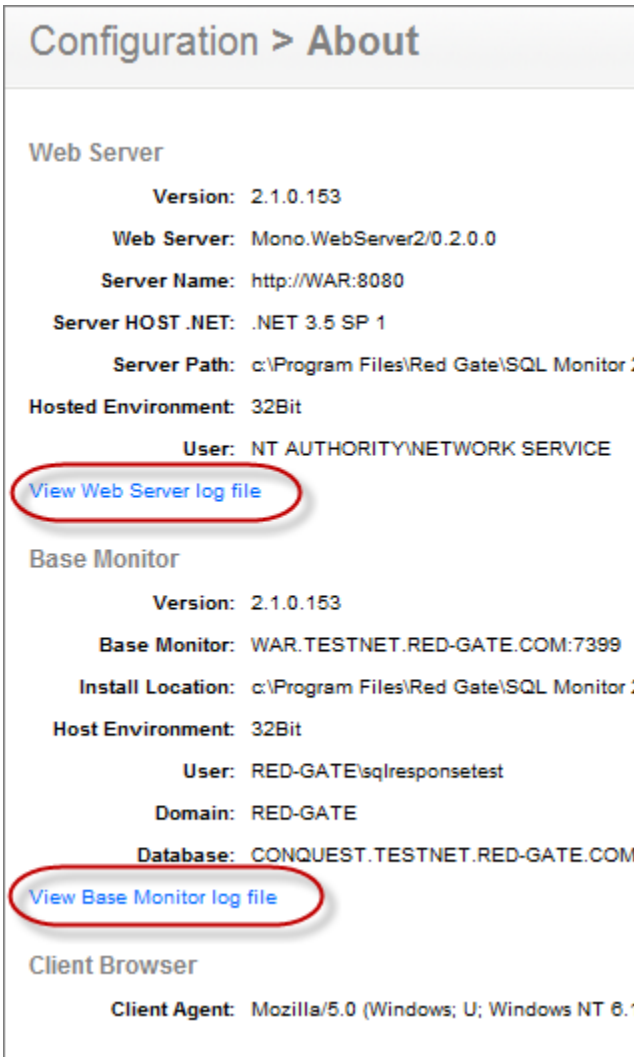 Configuration > About
Web Server
Version: 2.1.0.153
Web Server: Mono.WebServer2/0.2.0.0
Server Name: http://WAR:8080
Server HOST .NET: .NET 3.5 SP 1
Server Path: c:\Program Files\Red Gate\SQL Monitor
Hosted Environment: 32Bit
User: NT AUTHORITY\NETWORK SERVICE
View Web Server log file
Base Monitor
Version: 2.1.0.153
Base Monitor: WAR.TESTNET.RED-GATE.COM:7399
Install Location: c:\Program Files\Red Gate\SQL Monitor
Host Environment: 32Bit
User: RED-GATE\sqlresponsetest
Domain: RED-GATE
Database: CONQUEST.TESTNET.RED-GATE.COM
View Base Monitor log file
Client Browser
Client Agent: Mozilla/5.0 (Windows; U; Windows NT 6.1